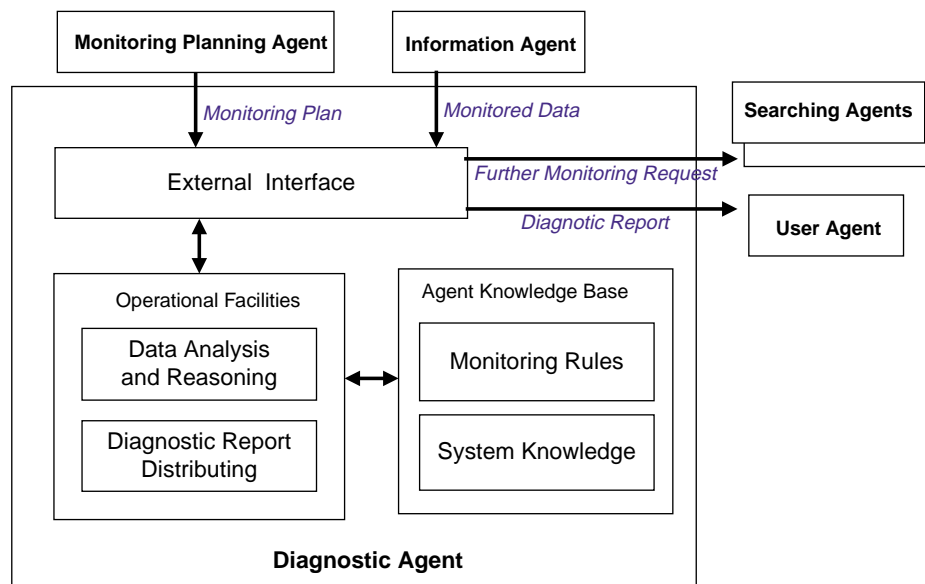 Monitoring Planning Agent
Information Agent
Monitoring Plan
Monitored Data
Searching Agents
External Interface
Further Monitoring Request
Diagnotic Report
User Agent
Operational Facilities
Data Analysis
and Reasoning
Diagnostic Report
Distributing
Agent Knowledge Base
Monitoring Rules
System Knowledge
Diagnostic Agent